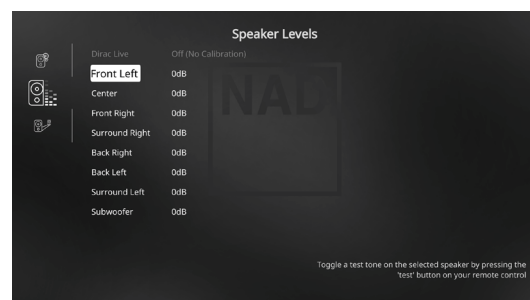 Speaker Levels
Dirac Live Off (No Calibration)
Front Left 0dB
Center 0dB
Front Right 0dB
Surround Right 0dB
Back Right 0dB
Back Left 0dB
Surround Left 0dB
Subwoofer 0dB
NAD
Toggle a test tone on the selected speaker by pressing the
'test' button on your remote control